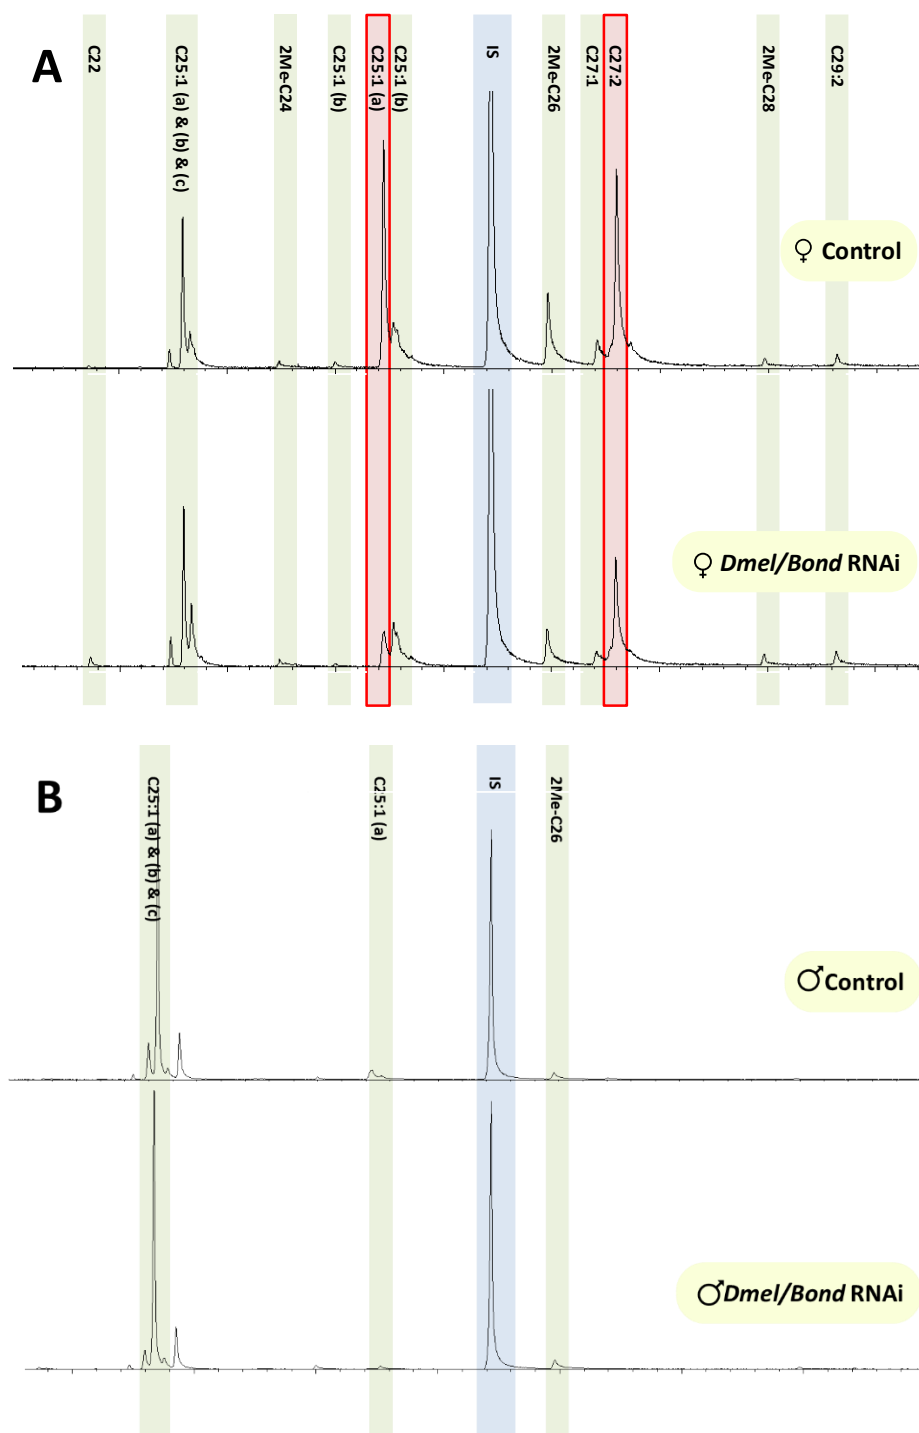 A
C22
C25:1 (a) & (b) & (c)
2Me-C24
C25:1 (b)
C25:1 (a)
C25:1 (b)
IS
2Me-C26
C27:1
C27:2
2Me-C28
C29:2
♀ Control
♀ Dmel/Bond RNAi
B
C25:1 (a) & (b) & (c)
C25:1 (a)
IS
2Me-C26
♂Control
♂Dmel/Bond RNAi